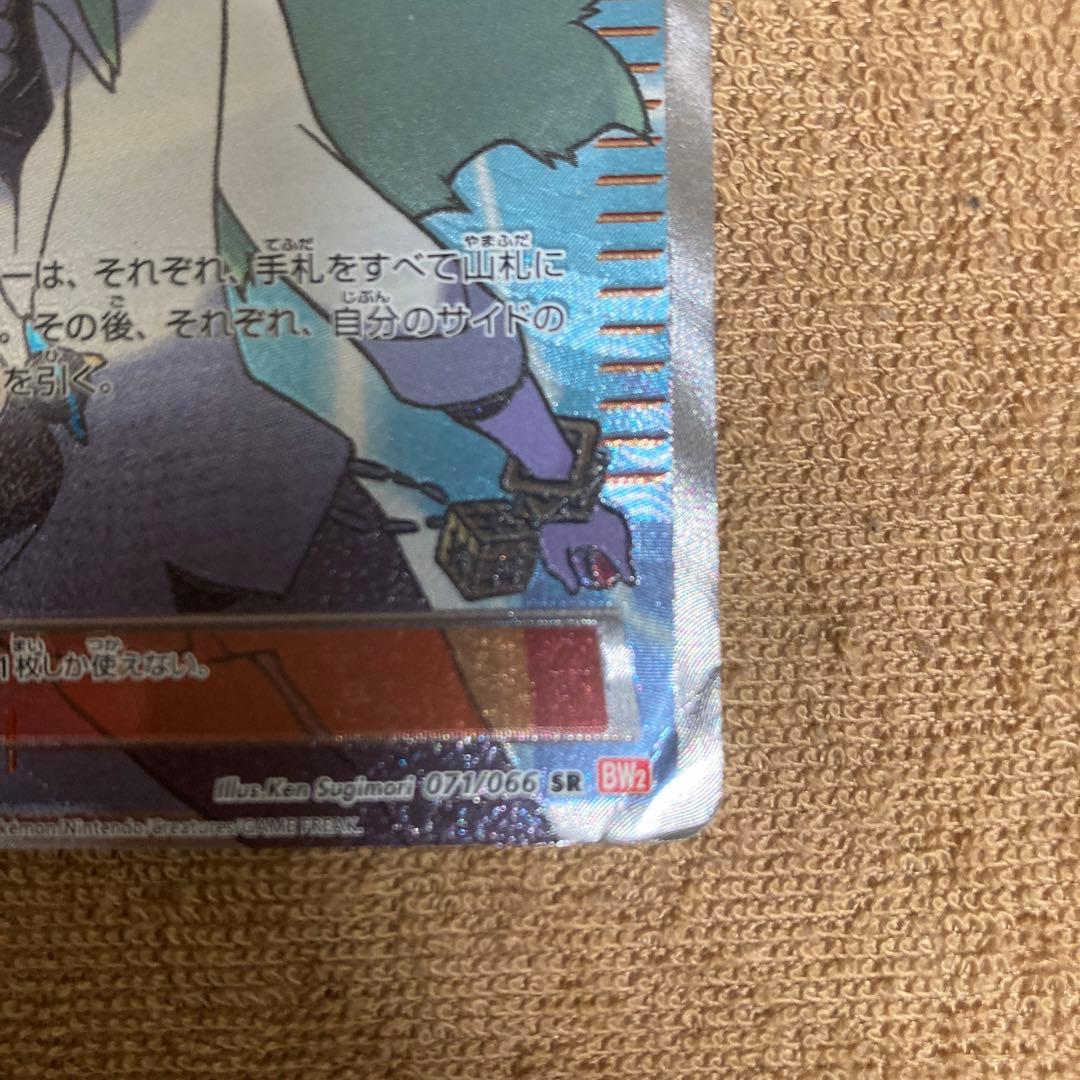 ーは、それぞれ、手札をすべて山札に
。その後、それぞれ、自分のサイドの
を引く。
1枚しか使えない。
Illus.Ken Sugimori 071/066 SR BW2
okémon/Nintendo/Creatures/GAME FREAK.